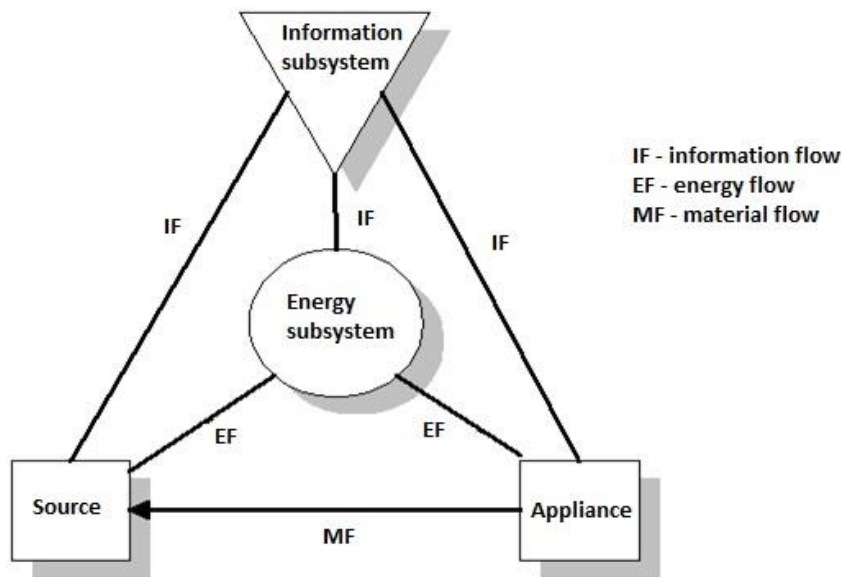 Information
subsystem
IF - information flow
EF - energy flow
MF - material flow
IF
IF
IF
Energy
subsystem
EF
EF
Source
Appliance
MF